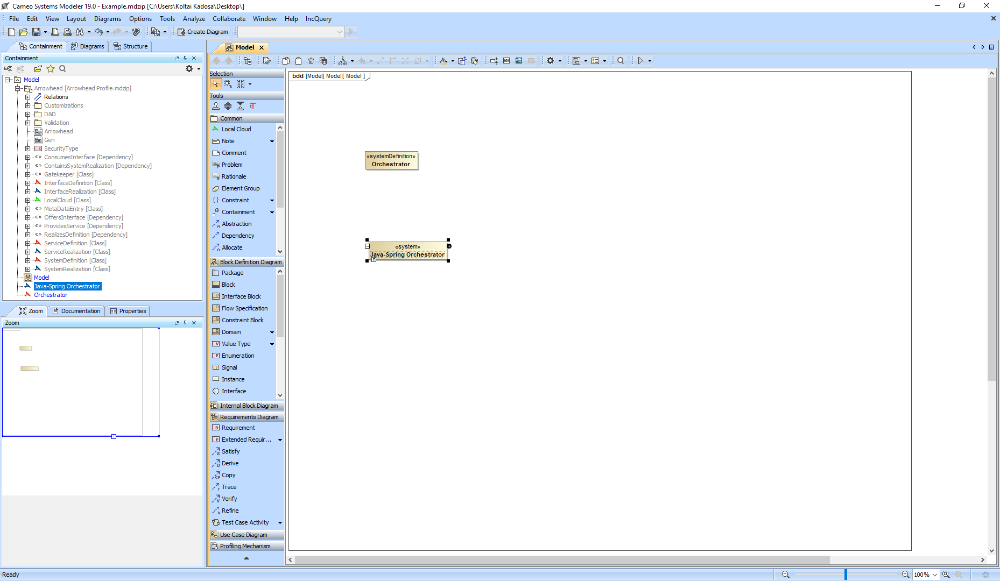 Cameo Systems Modeler 19.0 - Example.mdzip [C:\Users\Koltai Kadosa\Desktop\]
File Edit View Layout Diagrams Options Tools Analyze Collaborate Window Help IncQuery
Create Diagram
Containment Diagrams Structure
Containment
Model
Arrowhead [Arrowhead Profile.mdzip]
Relations
Customizations
D&D
Validation
Arrowhead
Gen
SecurityType
ConsumesInterface [Dependency]
ContainsSystemRealization [Dependency]
Gatekeeper [Class]
InterfaceDefinition [Class]
InterfaceRealization [Class]
LocalCloud [Class]
MetaDataEntry [Class]
OffersInterface [Dependency]
ProvidesService [Dependency]
RealizesDefinition [Dependency]
ServiceDefinition [Class]
ServiceRealization [Class]
SystemDefinition [Class]
SystemRealization [Class]
Model
Java-Spring Orchestrator
Orchestrator
Zoom Documentation Properties
Zoom
Model
Selection
Tools
Common
Local Cloud
Note
Comment
Problem
Rationale
Element Group
Constraint
Containment
Abstraction
Dependency
Allocate
Block Definition Diagram
Package
Block
Interface Block
Flow Specification
Constraint Block
Domain
Value Type
Enumeration
Signal
Instance
Interface
Internal Block Diagram
Requirements Diagram
Requirement
Extended Requir...
Satisfy
Derive
Copy
Trace
Verify
Refine
Test Case Activity
Use Case Diagram
Profiling Mechanism
bdd [Model] Model[ Model ]
«systemDefinition»
Orchestrator
«system»
Java-Spring Orchestrator
Ready
100%